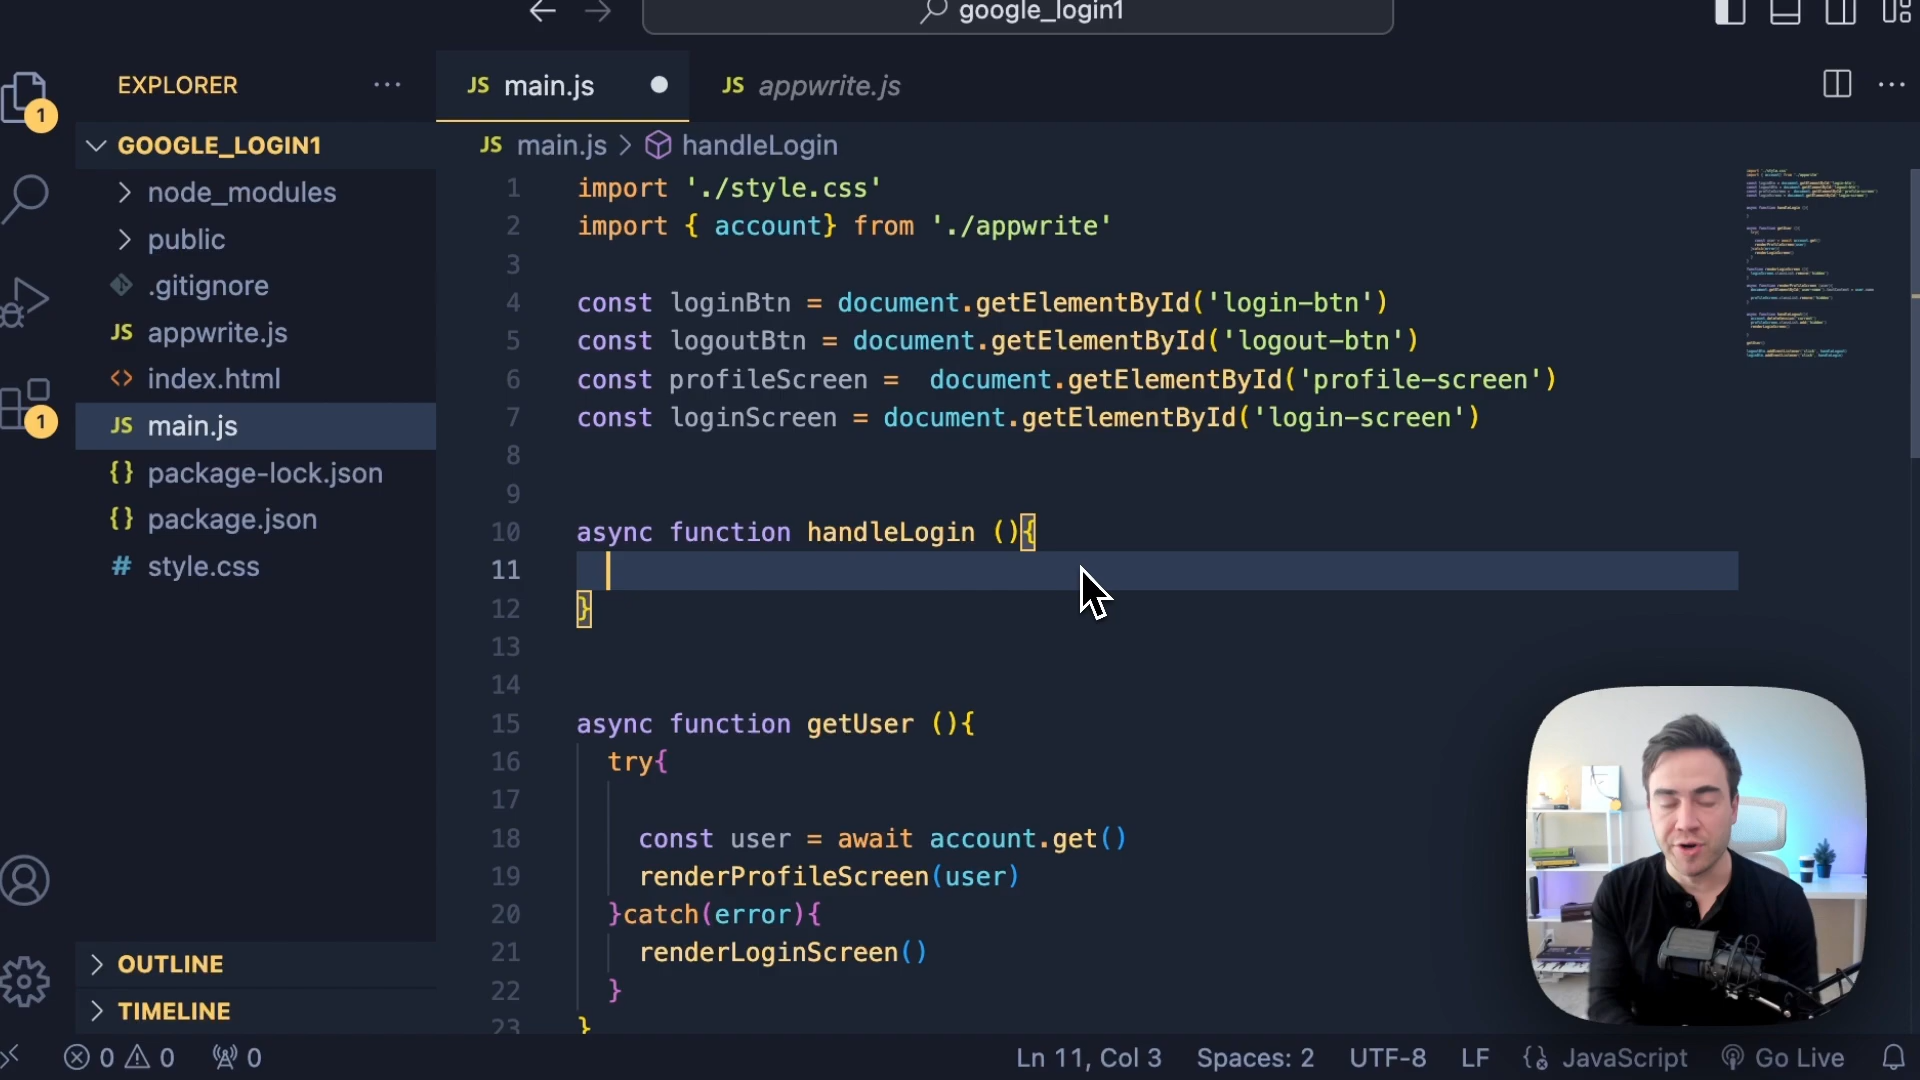 google_login1
EXPLORER
JS main.js
JS appwrite.js
1
GOOGLE_LOGIN1
node_modules
public
.gitignore
JS appwrite.js
<> index.html
JS main.js
{} package-lock.json
{} package.json
# style.css
1
OUTLINE
TIMELINE
JS main.js > handleLogin
1 import './style.css'
2 import { account} from './appwrite'
3
4 const loginBtn = document.getElementById('login-btn')
5 const logoutBtn = document.getElementById('logout-btn')
6 const profileScreen =  document.getElementById('profile-screen')
7 const loginScreen = document.getElementById('login-screen')
8
9
10 async function handleLogin (){
11
12 }
13
14
15 async function getUser (){
16 try{
17
18 const user = await account.get()
19 renderProfileScreen(user)
20 }catch(error){
21 renderLoginScreen()
22 }
23 }
0 0 0
Ln 11, Col 3 Spaces: 2 UTF-8 LF JavaScript Go Live